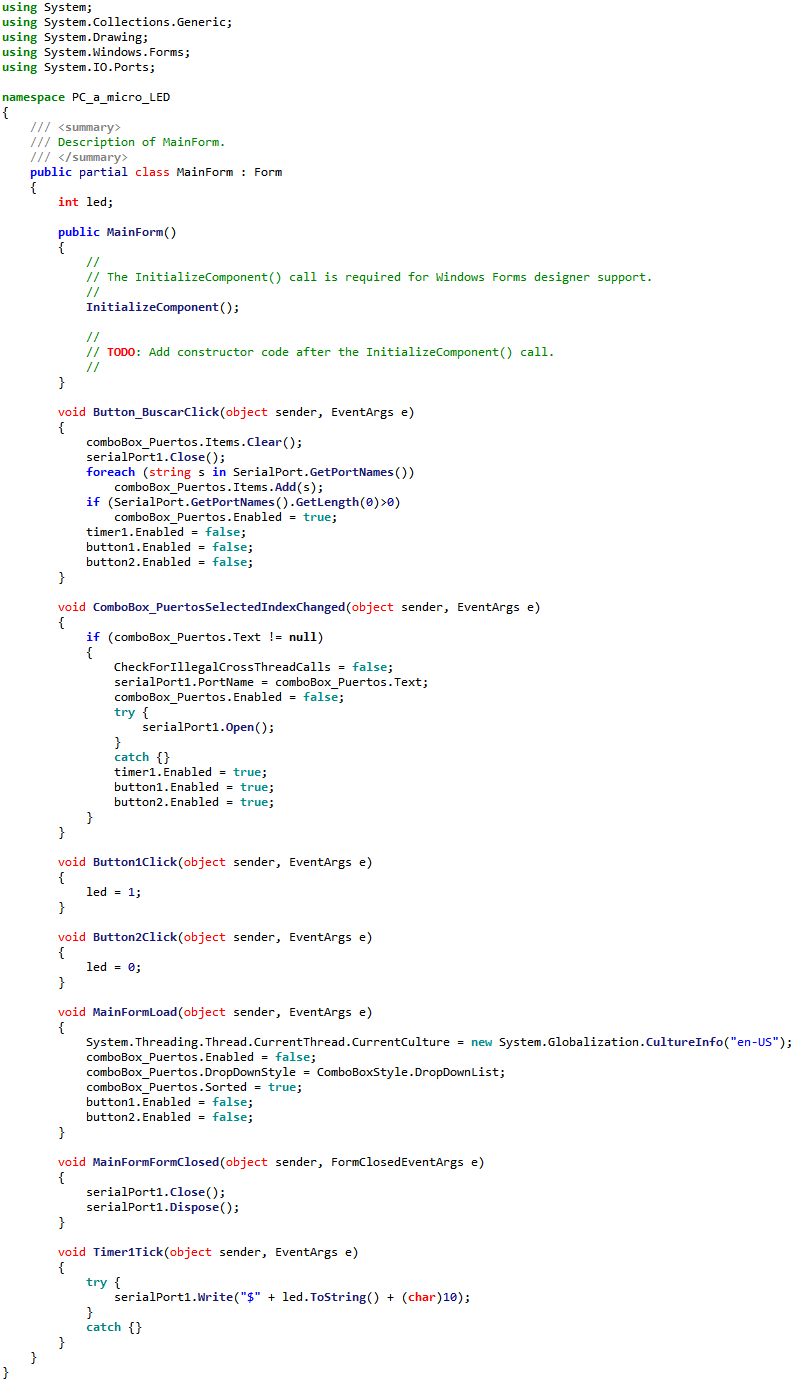 using System;
using System.Collections.Generic;
using System.Drawing;
using System.Windows.Forms;
using System.IO.Ports;

namespace PC_a_micro_LED
{
    /// <summary>
    /// Description of MainForm.
    /// </summary>
    public partial class MainForm : Form
    {
        int led;

        public MainForm()
        {
            //
            // The InitializeComponent() call is required for Windows Forms designer support.
            //
            InitializeComponent();

            //
            // TODO: Add constructor code after the InitializeComponent() call.
            //
        }

        void Button_BuscarClick(object sender, EventArgs e)
        {
            comboBox_Puertos.Items.Clear();
            serialPort1.Close();
            foreach (string s in SerialPort.GetPortNames())
                comboBox_Puertos.Items.Add(s);
            if (SerialPort.GetPortNames().GetLength(0)>0)
                comboBox_Puertos.Enabled = true;
            timer1.Enabled = false;
            button1.Enabled = false;
            button2.Enabled = false;
        }

        void ComboBox_PuertosSelectedIndexChanged(object sender, EventArgs e)
        {
            if (comboBox_Puertos.Text != null)
            {
                CheckForIllegalCrossThreadCalls = false;
                serialPort1.PortName = comboBox_Puertos.Text;
                comboBox_Puertos.Enabled = false;
                try {
                    serialPort1.Open();
                }
                catch {}
                timer1.Enabled = true;
                button1.Enabled = true;
                button2.Enabled = true;
            }
        }

        void Button1Click(object sender, EventArgs e)
        {
            led = 1;
        }

        void Button2Click(object sender, EventArgs e)
        {
            led = 0;
        }

        void MainFormLoad(object sender, EventArgs e)
        {
            System.Threading.Thread.CurrentThread.CurrentCulture = new System.Globalization.CultureInfo("en-US");
            comboBox_Puertos.Enabled = false;
            comboBox_Puertos.DropDownStyle = ComboBoxStyle.DropDownList;
            comboBox_Puertos.Sorted = true;
            button1.Enabled = false;
            button2.Enabled = false;
        }

        void MainFormFormClosed(object sender, FormClosedEventArgs e)
        {
            serialPort1.Close();
            serialPort1.Dispose();
        }

        void Timer1Tick(object sender, EventArgs e)
        {
            try {
                serialPort1.Write("$" + led.ToString() + (char)10);
            }
            catch {}
        }
    }
}